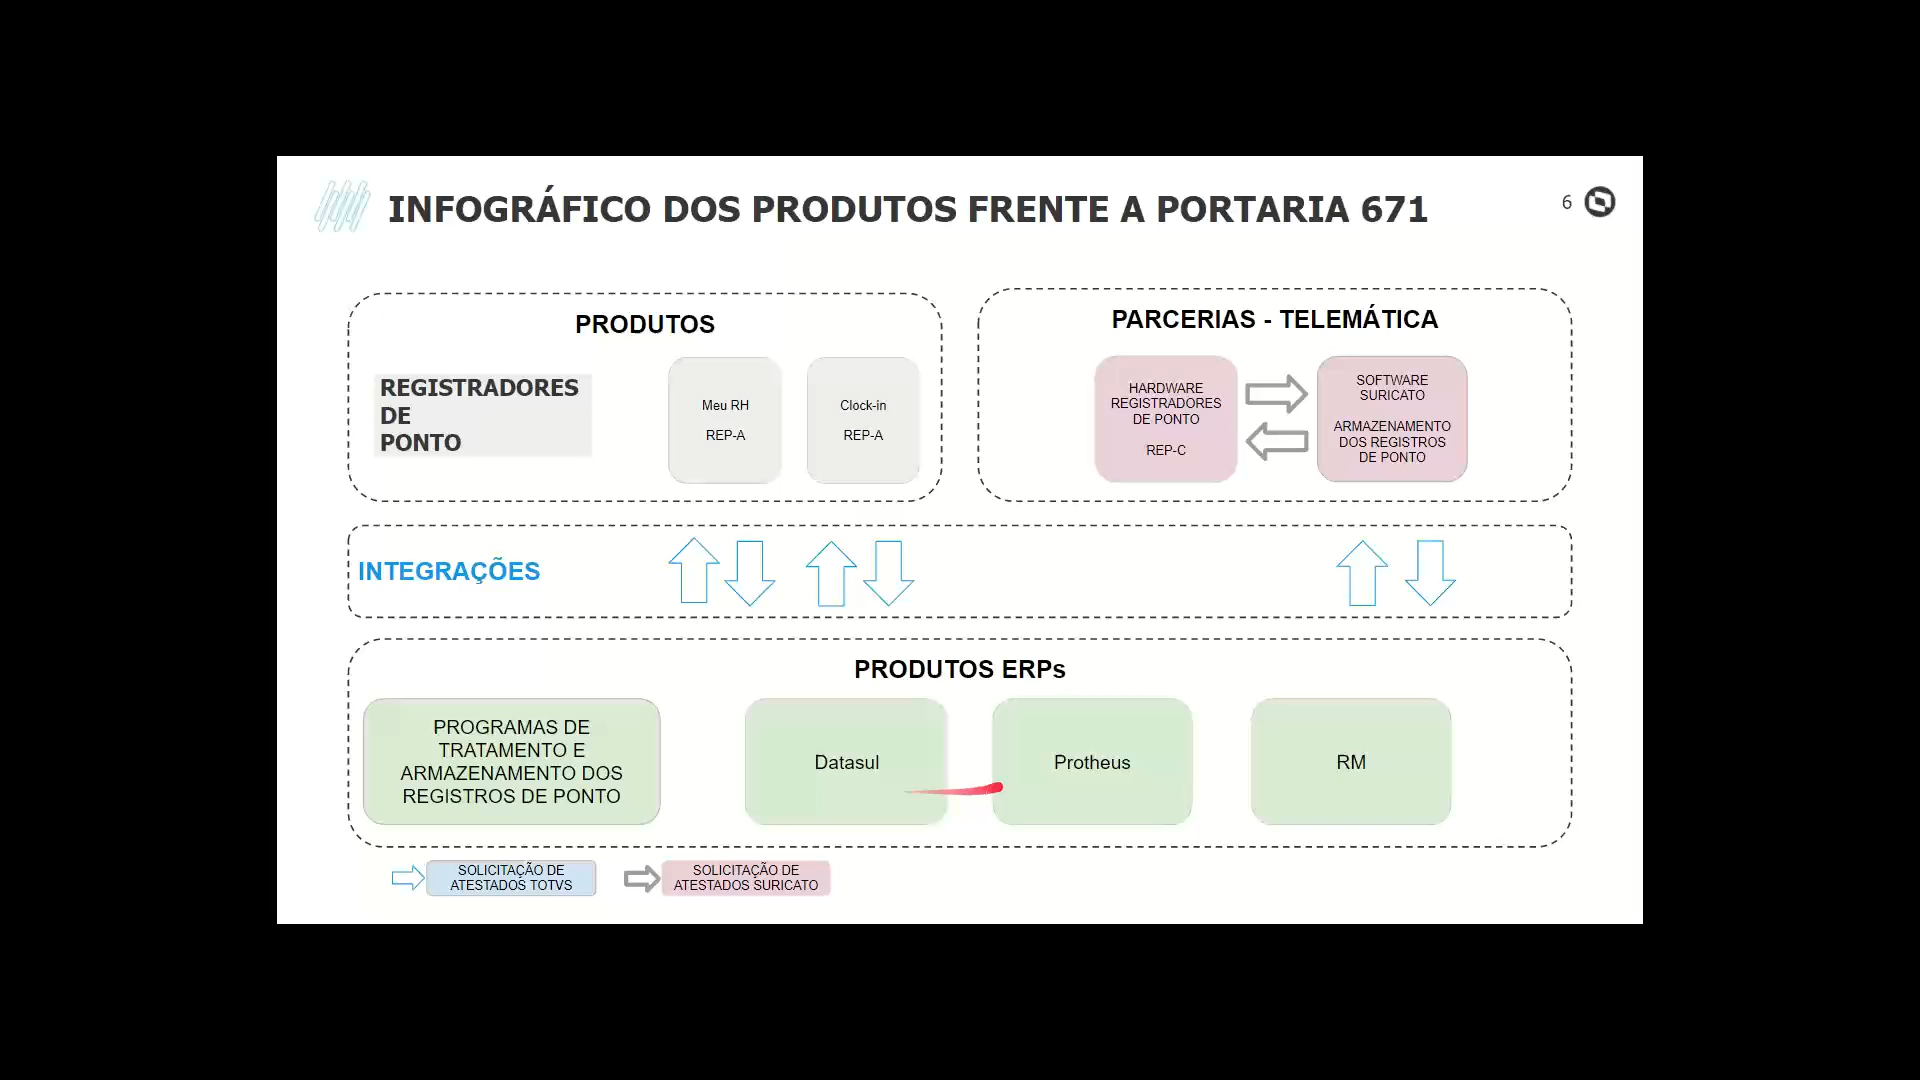 INFOGRÁFICO DOS PRODUTOS FRENTE A PORTARIA 671
6
PRODUTOS
REGISTRADORES
DE
PONTO
Meu RH
REP-A
Clock-in
REP-A
PARCERIAS - TELEMÁTICA
HARDWARE
REGISTRADORES
DE PONTO
REP-C
SOFTWARE
SURICATO
ARMAZENAMENTO
DOS REGISTROS
DE PONTO
INTEGRAÇÕES
PRODUTOS ERPs
PROGRAMAS DE
TRATAMENTO E
ARMAZENAMENTO DOS
REGISTROS DE PONTO
Datasul
Protheus
RM
SOLICITAÇÃO DE
ATESTADOS TOTVS
SOLICITAÇÃO DE
ATESTADOS SURICATO